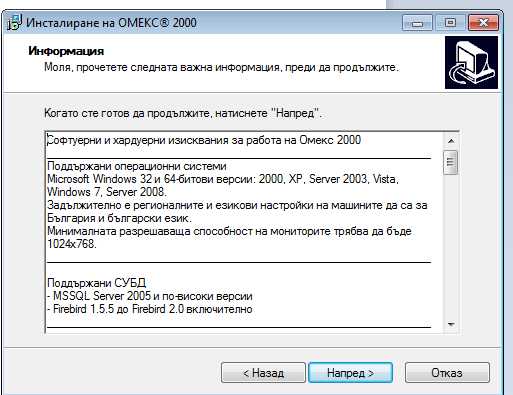 Инсталиране на ОМЕКС® 2000
Информация
Моля, прочетете следната важна информация, преди да продължите.
Когато сте готов да продължите, натиснете "Напред".
Софтуерни и хардуерни изисквания за работа на Омекс 2000
Поддържани операционни системи
Microsoft Windows 32 и 64-битови версии: 2000, XP, Server 2003, Vista,
Windows 7, Server 2008.
Задължително е регионалните и езикови настройки на машините да са за
България и български език.
Минималната разрешаваща способност на мониторите трябва да бъде
1024x768.
Поддържани СУБД
- MSSQL Server 2005 и по-високи версии
- Firebird 1.5.5 до Firebird 2.0 включително
< Назад
Напред >
Отказ